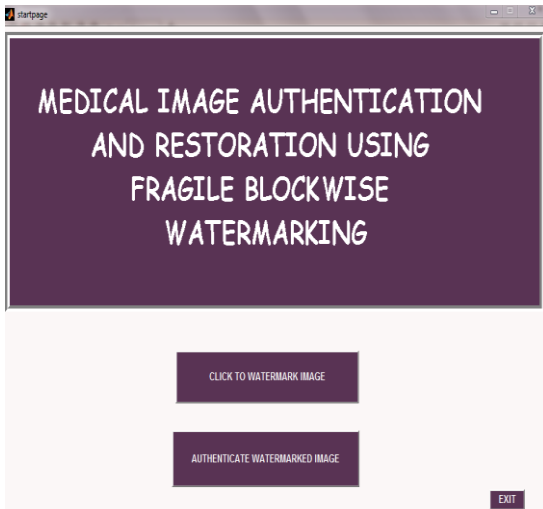 startpage
MEDICAL IMAGE AUTHENTICATION
AND RESTORATION USING
FRAGILE BLOCKWISE
WATERMARKING
CLICK TO WATERMARK IMAGE
AUTHENTICATE WATERMARKED IMAGE
EXIT